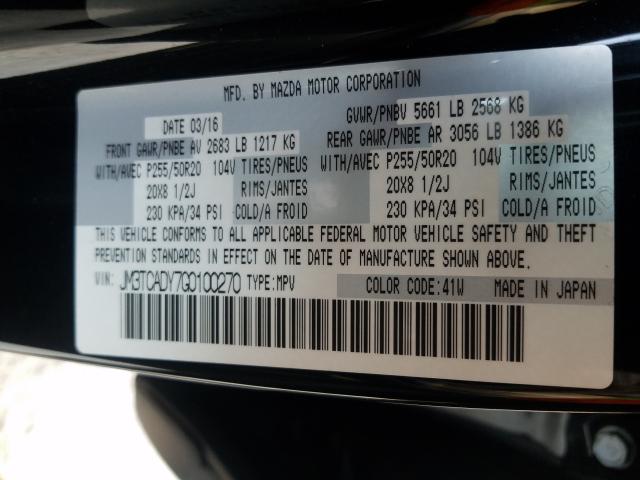 MFD. BY MAZDA MOTOR CORPORATION
DATE 03/16 GVWR/PNBV 5661 LB 2568 KG
FRONT GAWR/PNBE AV 2683 LB 1217 KG REAR GAWR/PNBE AR 3056 LB 1386 KG
WITH/AVEC P255/50R20 104V TIRES/PNEUS WITH/AVEC P255/50R20 104V TIRES/PNEUS
20X8 1/2J RIMS/JANTES 20X8 1/2J RIMS/JANTES
230 KPA/34 PSI COLD/A FROID 230 KPA/34 PSI COLD/A FROID
THIS VEHICLE CONFORMS TO ALL APPLICABLE FEDERAL MOTOR VEHICLE SAFETY AND THEFT
PREVENTION STANDARDS IN EFFECT ON THE DATE OF MANUFACTURE SHOWN ABOVE.
VIN: JM3TCADY7G0100270 TYPE:MPV COLOR CODE:41W MADE IN JAPAN